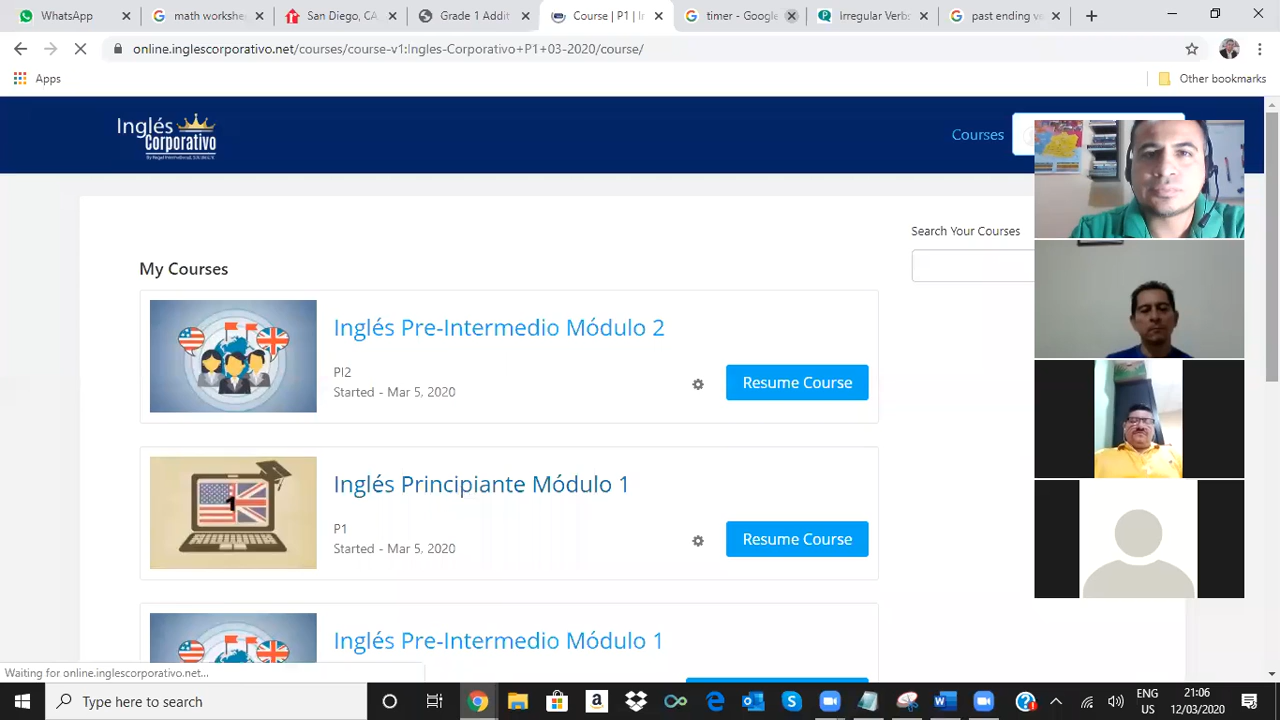 WhatsApp
math workshe
San Diego, CA
Grade 1 Addit
Course | P1 | I
timer - Google
Irregular Verbs
past ending ve
online.inglescorporativo.net/courses/course-v1:Ingles-Corporativo+P1+03-2020/course/
Apps
Other bookmarks
Inglés
Corporativo
Courses
Search Your Courses
My Courses
Inglés Pre-Intermedio Módulo 2
PI2
Started - Mar 5, 2020
Resume Course
1
Inglés Principiante Módulo 1
P1
Started - Mar 5, 2020
Resume Course
Inglés Pre-Intermedio Módulo 1
Waiting for online.inglescorporativo.net...
Type here to search
ENG
US
21:06
12/03/2020